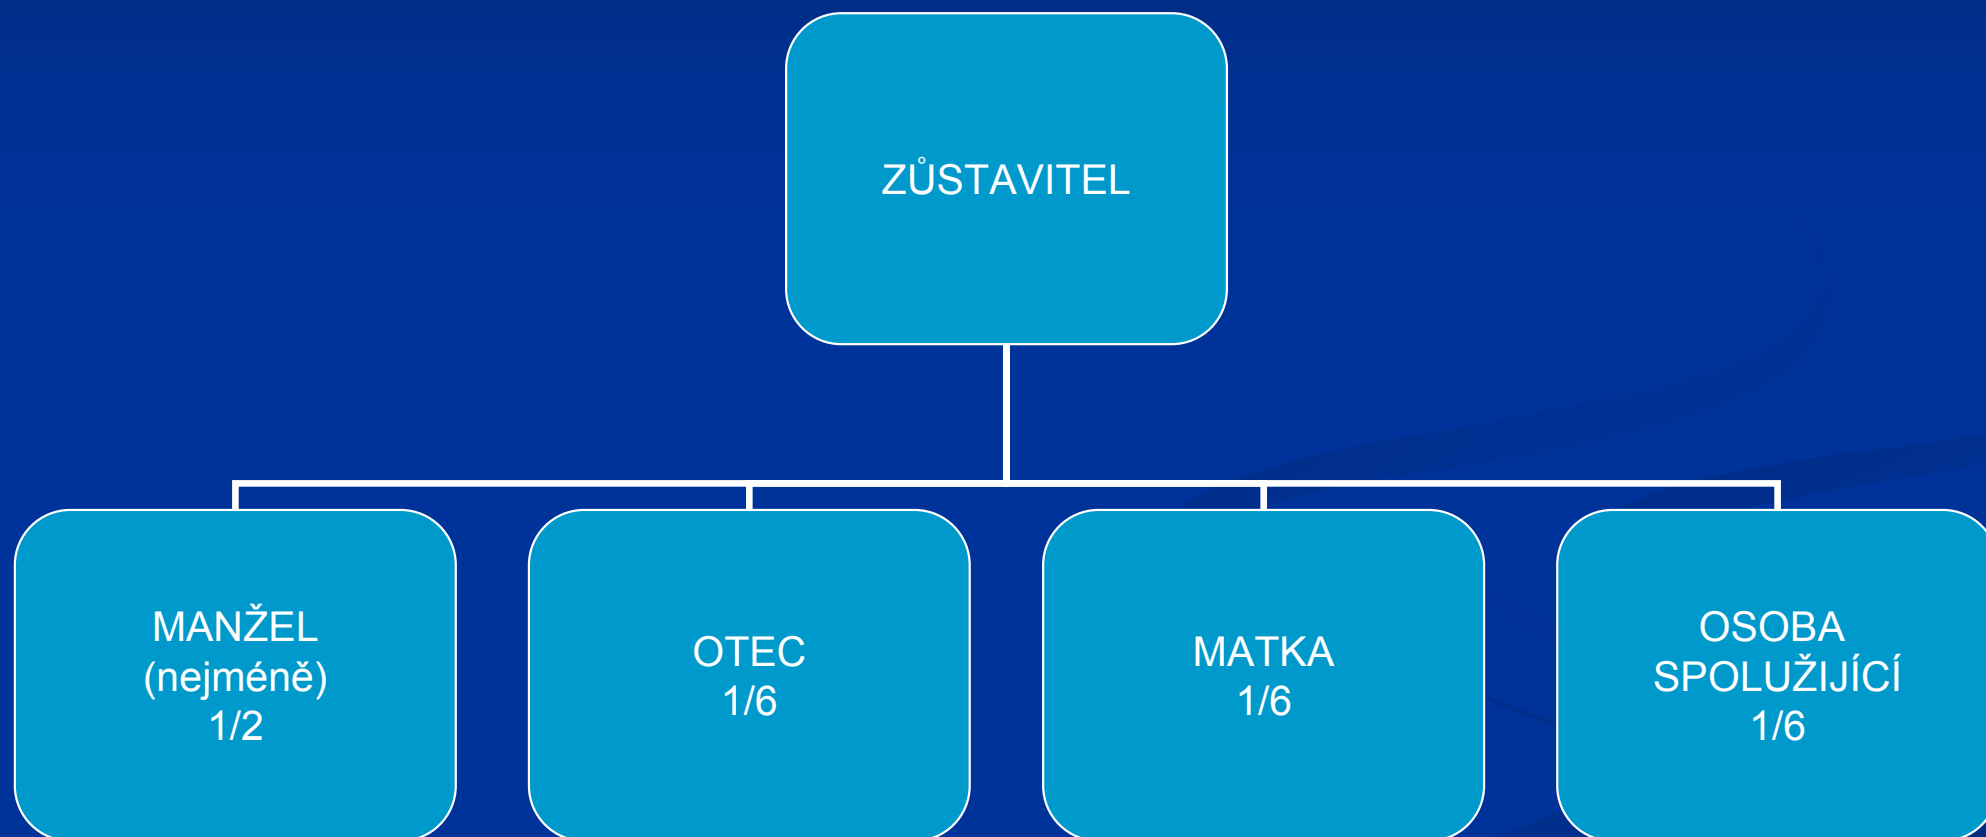 ZŮSTAVITEL
MANŽEL
(nejméně)
1/2
OTEC
1/6
MATKA
1/6
OSOBA
SPOLUŽIJÍCÍ
1/6